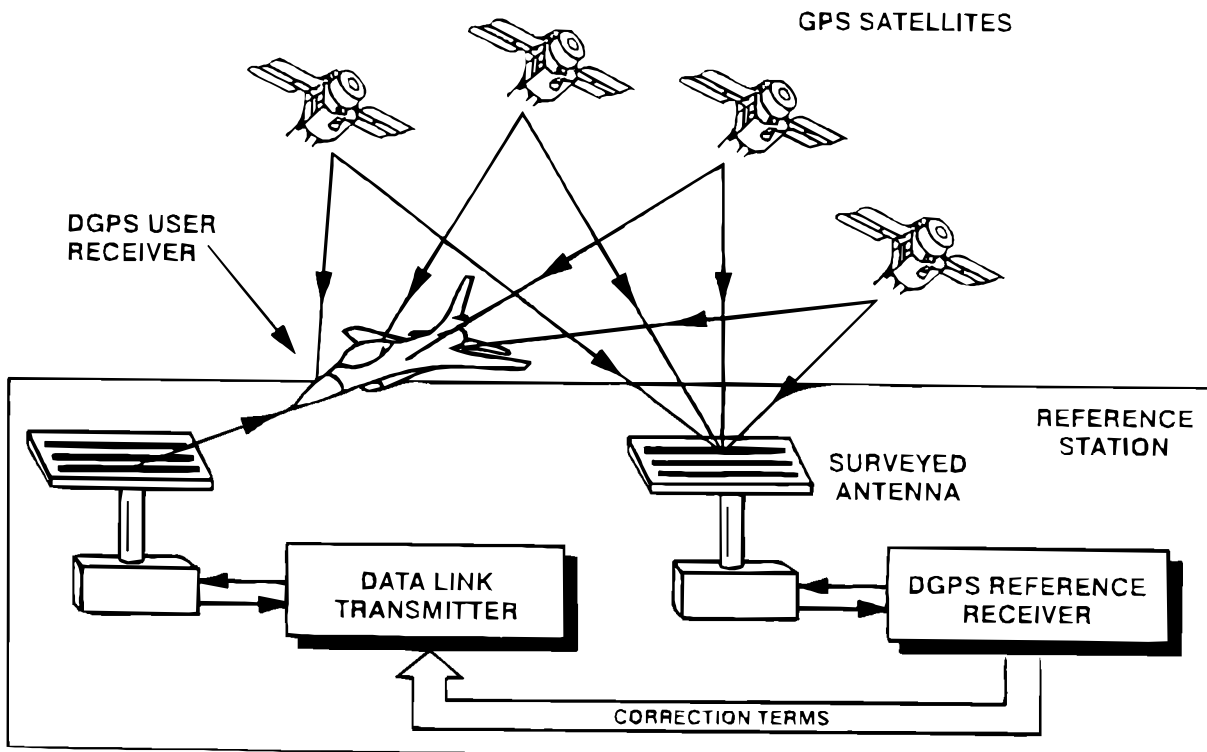 GPS SATELLITES
DGPS USER
RECEIVER
REFERENCE
STATION
SURVEYED
ANTENNA
DATA LINK
TRANSMITTER
DGPS REFERENCE
RECEIVER
CORRECTION TERMS